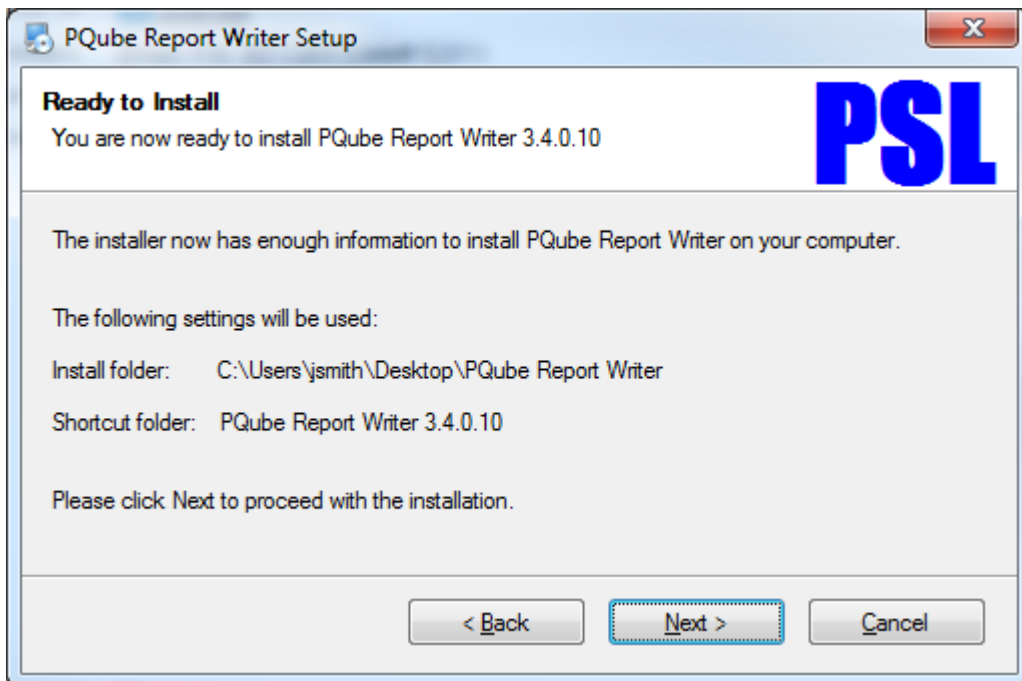 PQube Report Writer Setup
Ready to Install
You are now ready to install PQube Report Writer 3.4.0.10
PSL
The installer now has enough information to install PQube Report Writer on your computer.
The following settings will be used:
Install folder: C:\Users\jsmith\Desktop\PQube Report Writer
Shortcut folder: PQube Report Writer 3.4.0.10
Please click Next to proceed with the installation.
< Back Next > Cancel